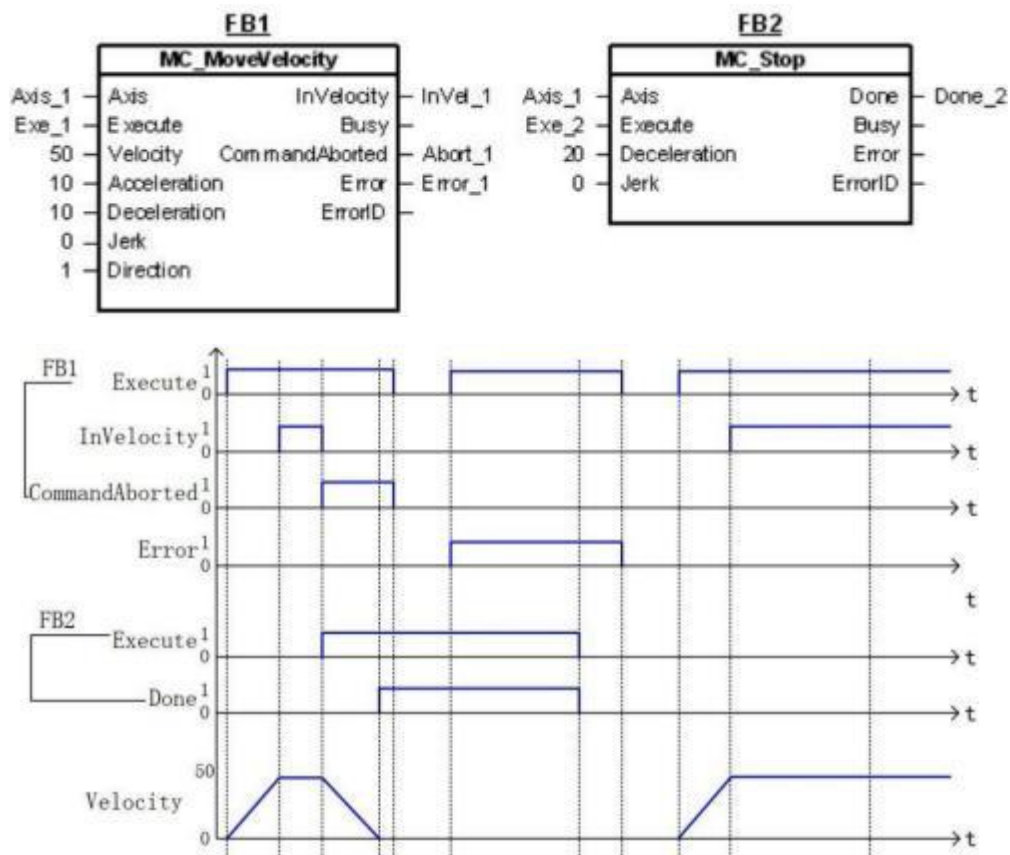 FB1
MC_MoveVelocity
Axis_1 Axis InVelocity InVel_1
Exe_1 Execute Busy
50 Velocity CommandAborted Abort_1
10 Acceleration Error Error_1
10 Deceleration ErrorID
0 Jerk
1 Direction
FB2
MC_Stop
Axis_1 Axis Done Done_2
Exe_2 Execute Busy
20 Deceleration Error
0 Jerk ErrorID
FB1
Execute 1
0 t
InVelocity 1
0 t
CommandAborted 1
0 t
Error 1
0
t
FB2
Execute 1
0 t
Done 1
0 t
50
Velocity
0 t